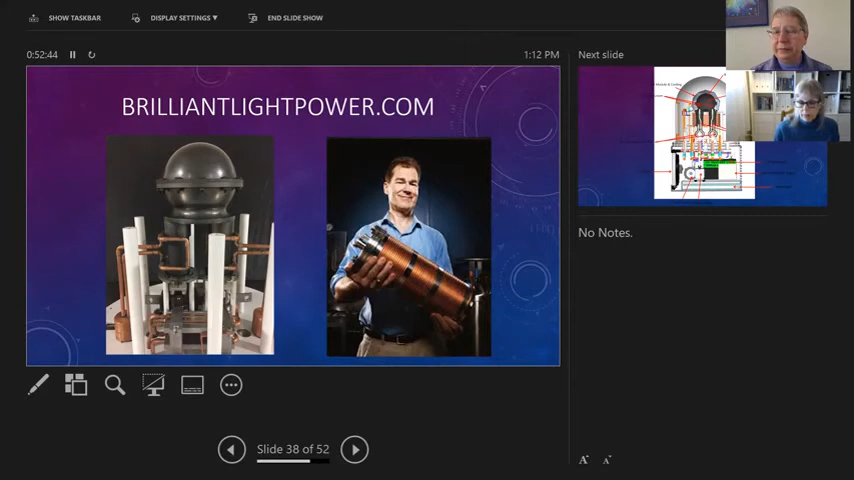 SHOW TASKBAR
DISPLAY SETTINGS ▼
END SLIDE SHOW
0:52:44
1:12 PM
Next slide
BRILLIANTLIGHTPOWER.COM
No Notes.
Slide 38 of 52
A A